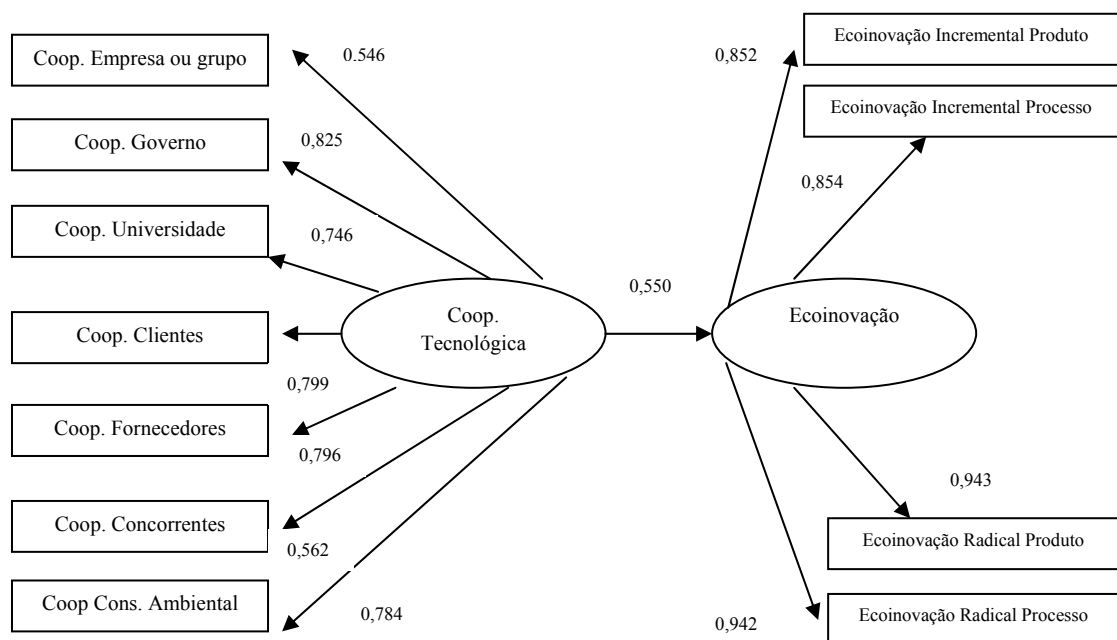 Coop. Empresa ou grupo
0.546
Coop. Governo
0,825
Coop. Universidade
0,746
Coop. Clientes
0,799
Coop. Fornecedores
0,796
Coop. Concorrentes
0,562
Coop Cons. Ambiental
0,784
Coop.
Tecnológica
0,550
Ecoinovação
0,852
Ecoinovação Incremental Produto
Ecoinovação Incremental Processo
0,854
0,943
Ecoinovação Radical Produto
0,942
Ecoinovação Radical Processo